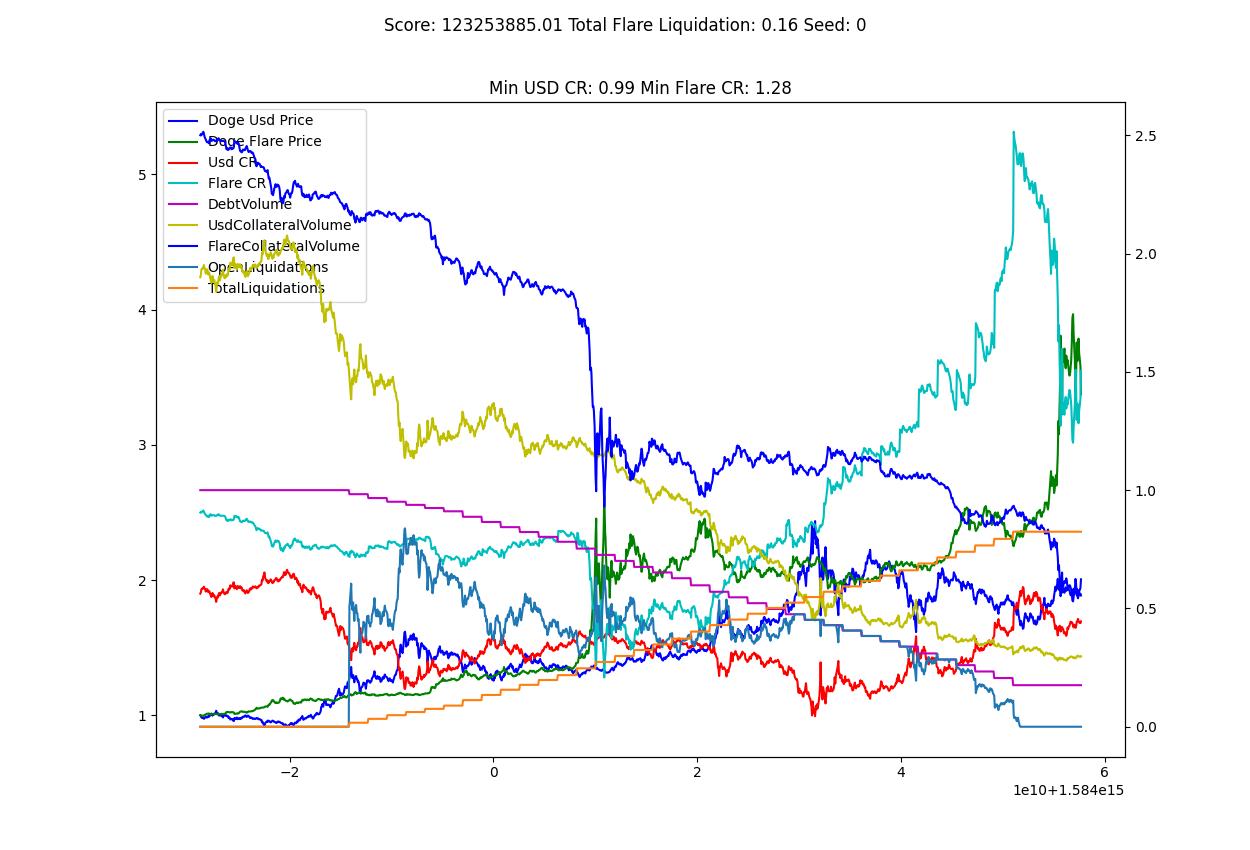 Score: 123253885.01 Total Flare Liquidation: 0.16 Seed: 0
Min USD CR: 0.99 Min Flare CR: 1.28
Doge Usd Price
Doge Flare Price
Usd CR
Flare CR
DebtVolume
UsdCollateralVolume
FlareCollateralVolume
OpenLiquidations
TotalLiquidations
5
4
3
2
1
2.5
2.0
1.5
1.0
0.5
0.0
−2
0
2
4
6
1e10+1.584e15